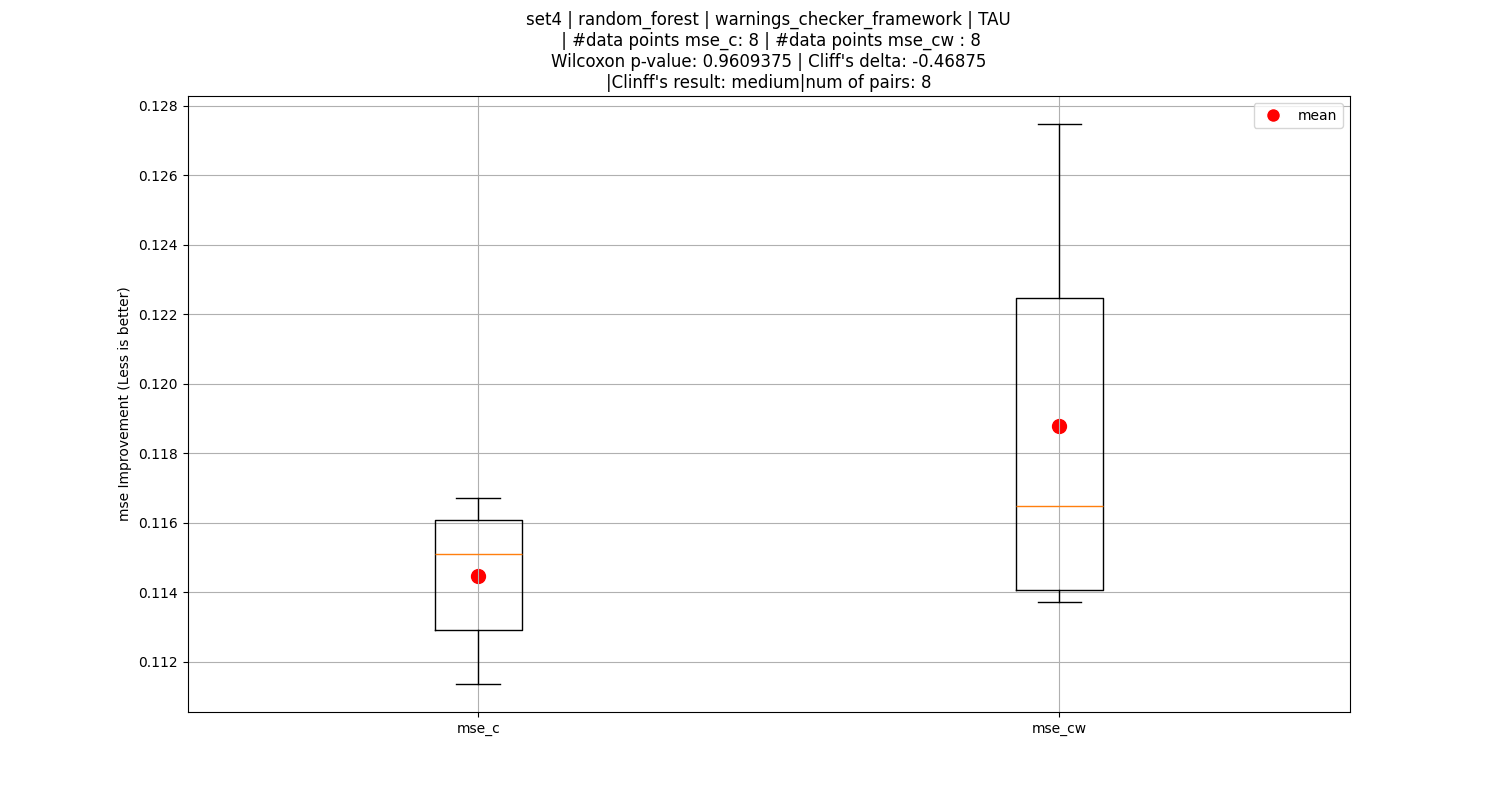 set4 | random_forest | warnings_checker_framework | TAU
| #data points mse_c: 8 | #data points mse_cw : 8
Wilcoxon p-value: 0.9609375 | Cliff's delta: -0.46875
|Clinff's result: medium|num of pairs: 8
mean
mse Improvement (Less is better)
0.128
0.126
0.124
0.122
0.120
0.118
0.116
0.114
0.112
mse_c
mse_cw